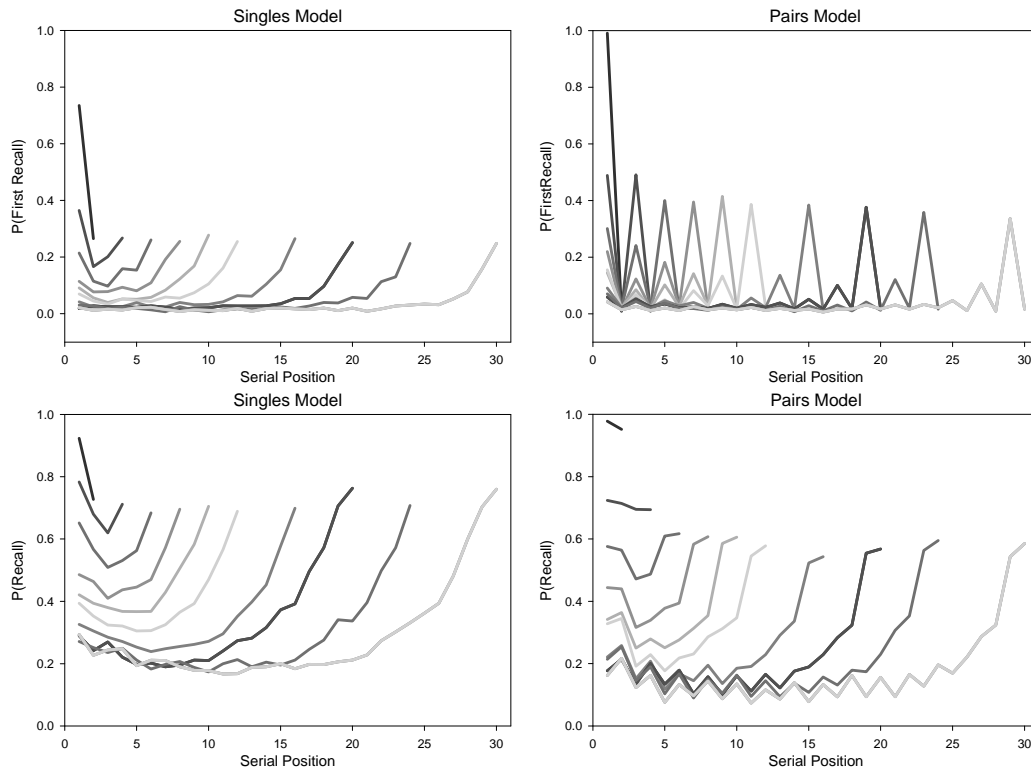 Singles Model
1.0
0.8
0.6
0.4
0.2
0.0
P(First Recall)
0 5 10 15 20 25 30
Serial Position
Pairs Model
1.0
0.8
0.6
0.4
0.2
0.0
P(FirstRecall)
0 5 10 15 20 25 30
Serial Position
Singles Model
1.0
0.8
0.6
0.4
0.2
0.0
P(Recall)
0 5 10 15 20 25 30
Serial Position
Pairs Model
1.0
0.8
0.6
0.4
0.2
0.0
P(Recall)
0 5 10 15 20 25 30
Serial Position